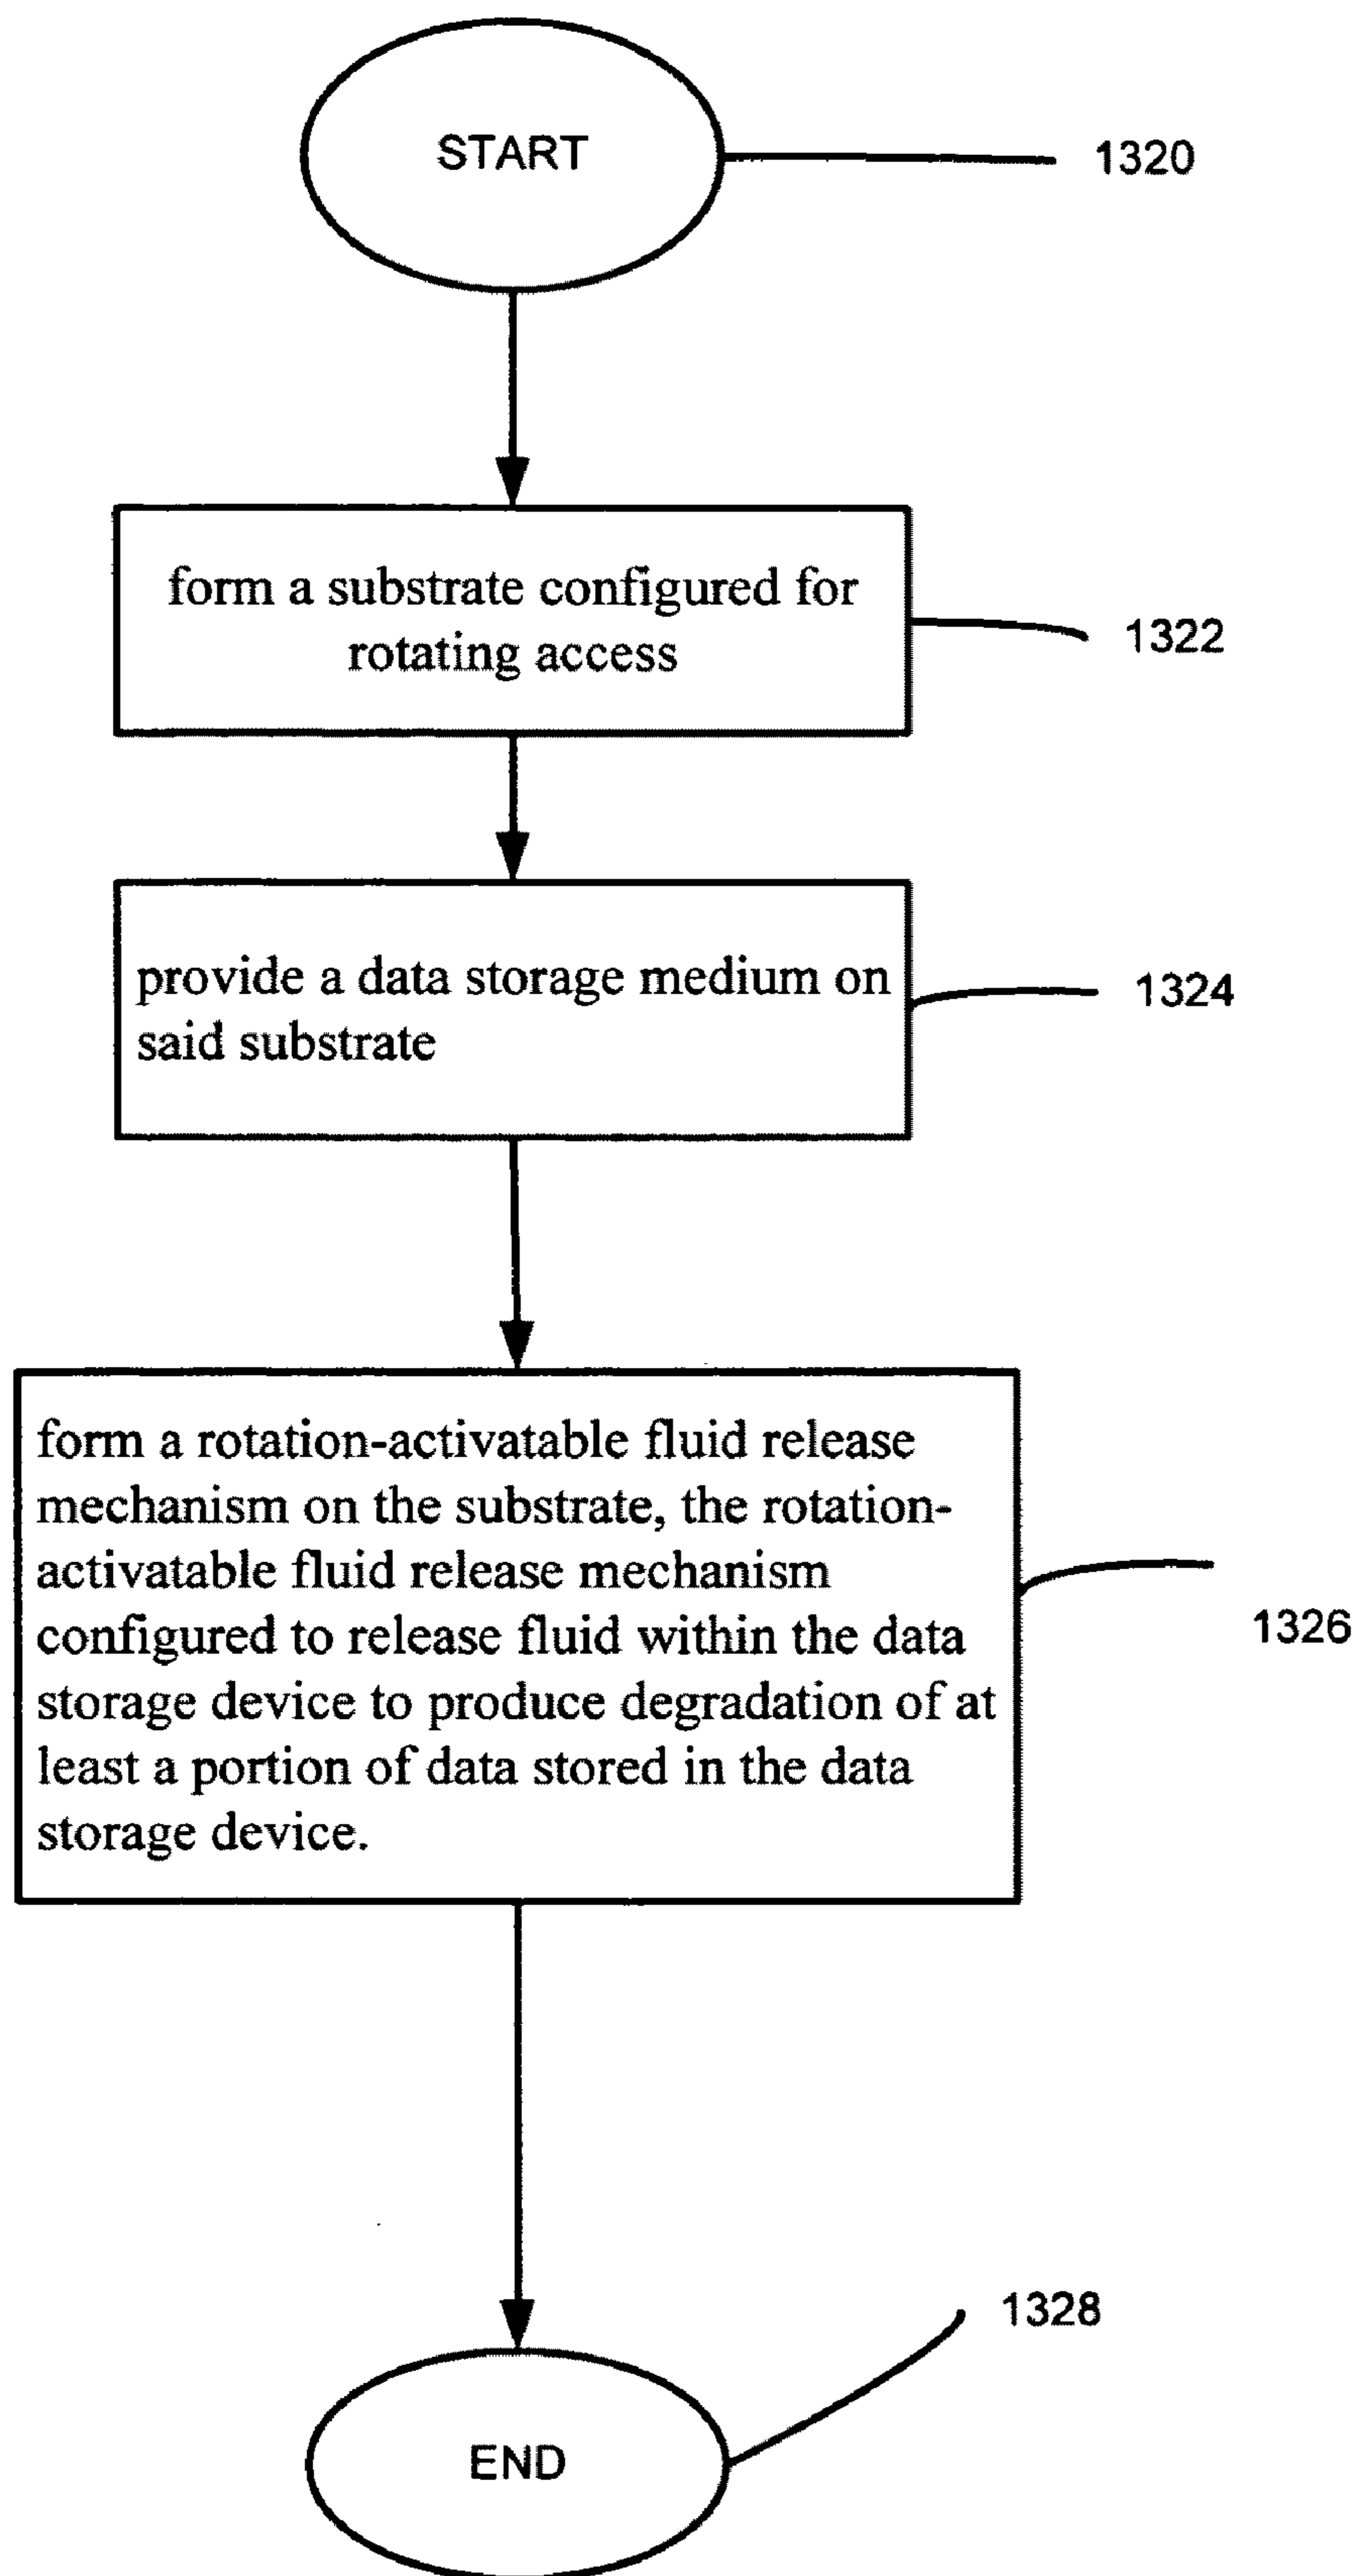 START
1320
form a substrate configured for
rotating access
1322
provide a data storage medium on
said substrate
1324
form a rotation-activatable fluid release
mechanism on the substrate, the rotation-
activatable fluid release mechanism
configured to release fluid within the data
storage device to produce degradation of at
least a portion of data stored in the data
storage device.
1326
1328
END